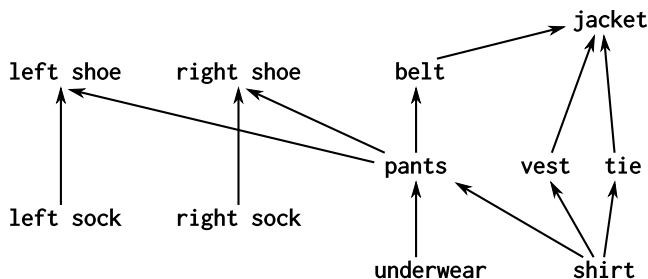 jacket
left shoe right shoe belt
pants vest tie
left sock right sock
underwear shirt